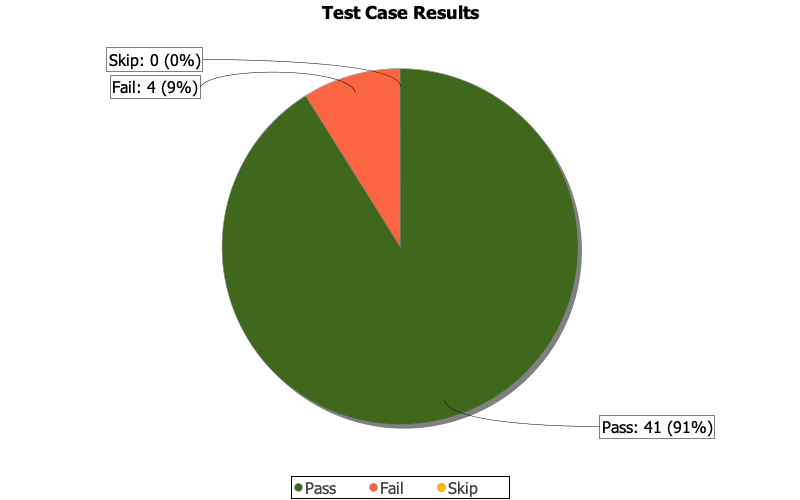 Test Case Results
Skip: 0 (0%)
Fail: 4 (9%)
Pass: 41 (91%)
Pass Fail Skip